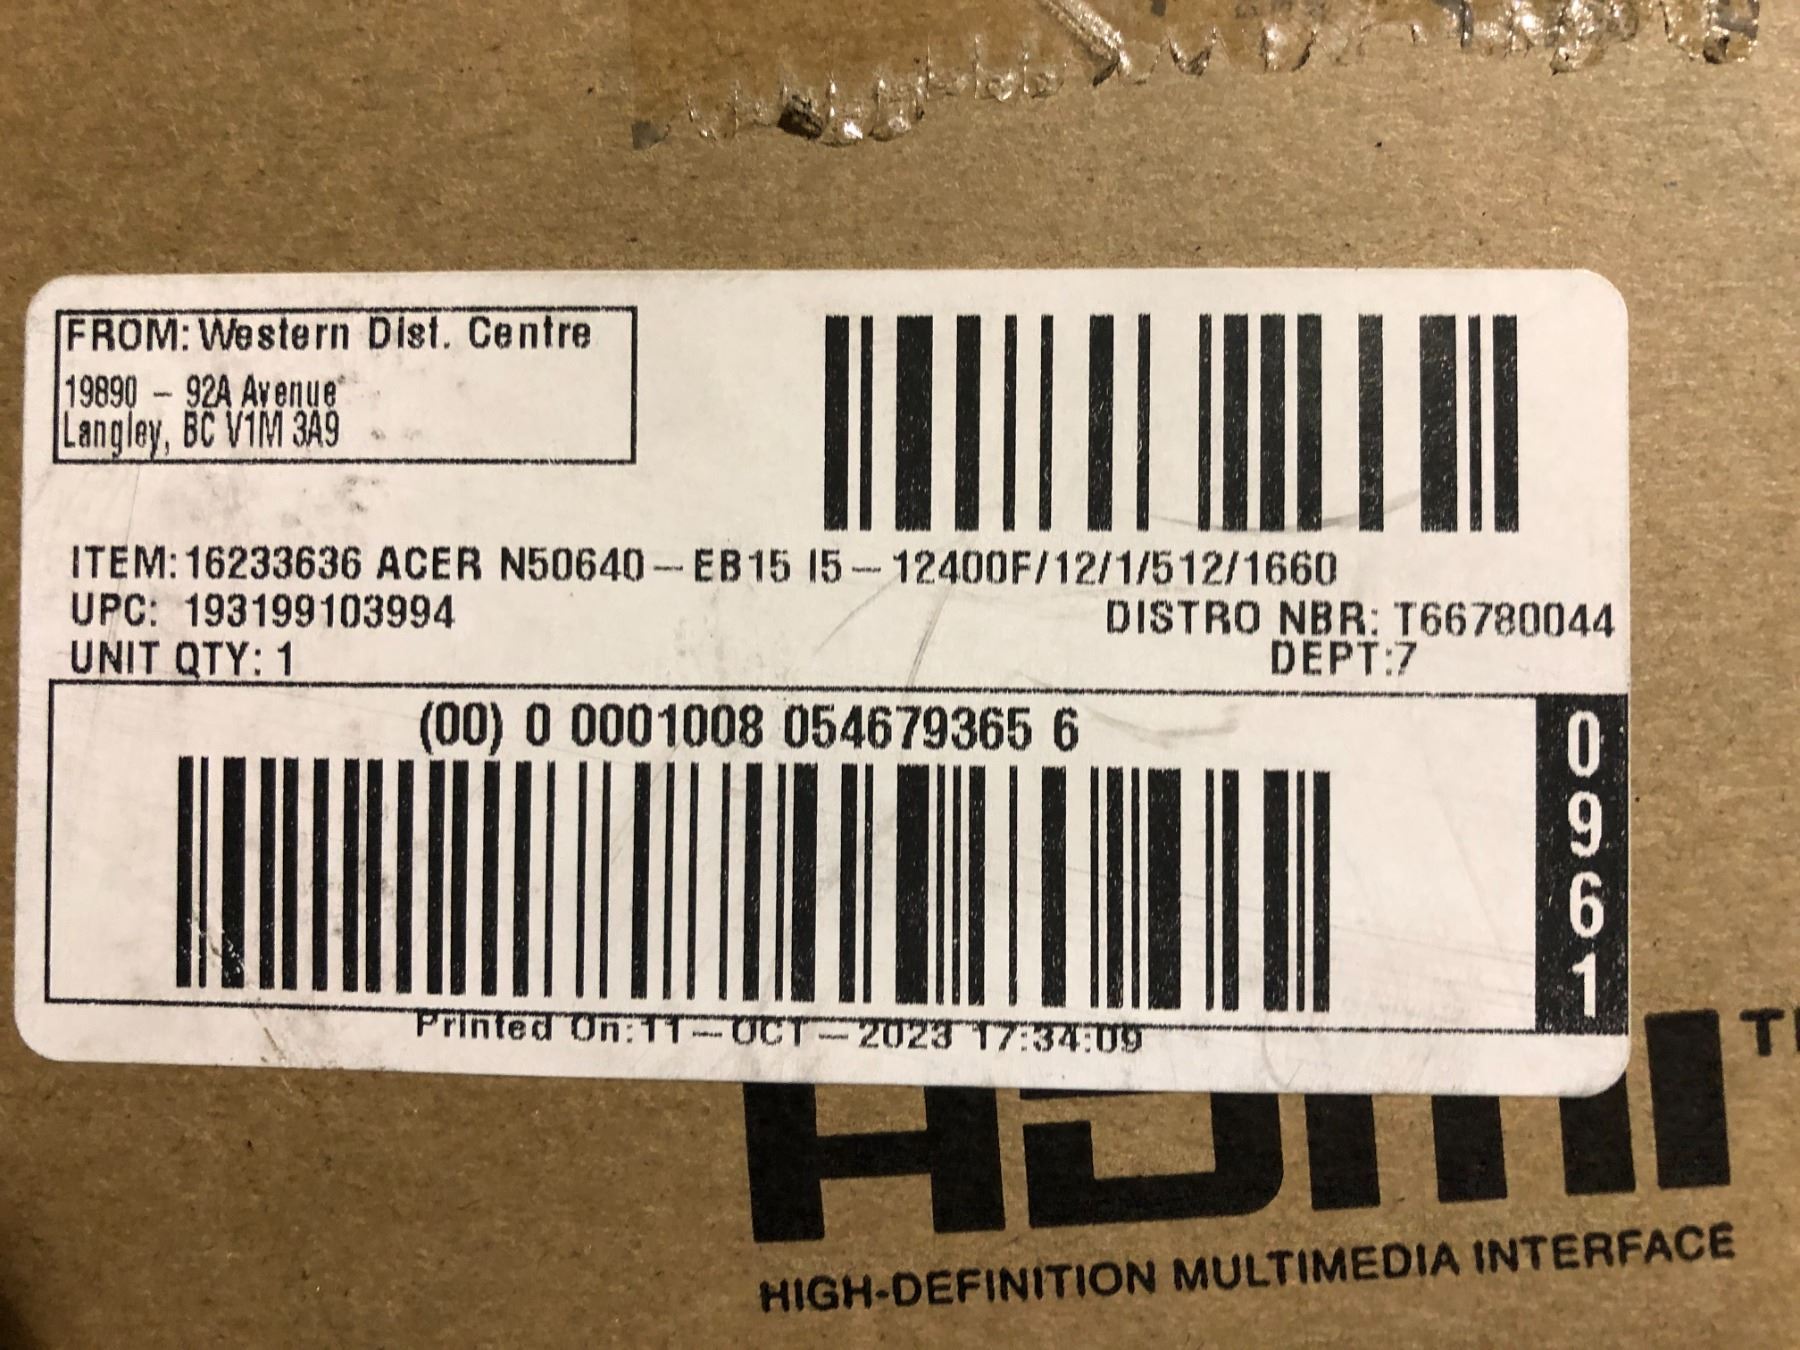 FROM: Western Dist. Centre
19890 - 92A Avenue
Langley, BC V1M 3A9
ITEM: 16233636 ACER N50640-EB15 I5-12400F/12/1/512/1660
UPC: 193199103994
DISTRO NBR: T66780044
UNIT QTY: 1
DEPT:7
(00) 0 0001008 054679365 6
0961
Printed On: 11-OCT-2023 17:34:09
HDMI TM
HIGH-DEFINITION MULTIMEDIA INTERFACE